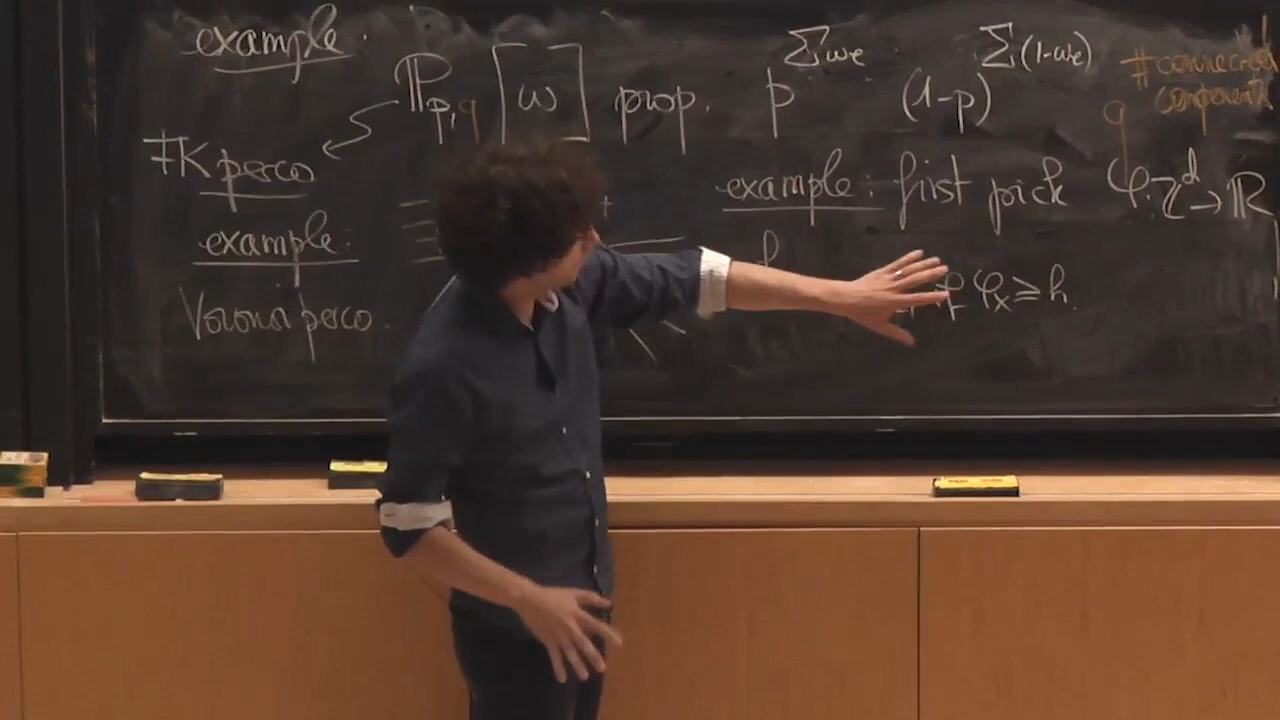 example.
P_{p,q} [ω] prop. p^{Σω_e} (1-p)^{Σ(1-ω_e)} q^{#connected components}
FK perco
example: first pick φ: Z^d → R
example:
φ_x ≥ h
Voronoi perco.